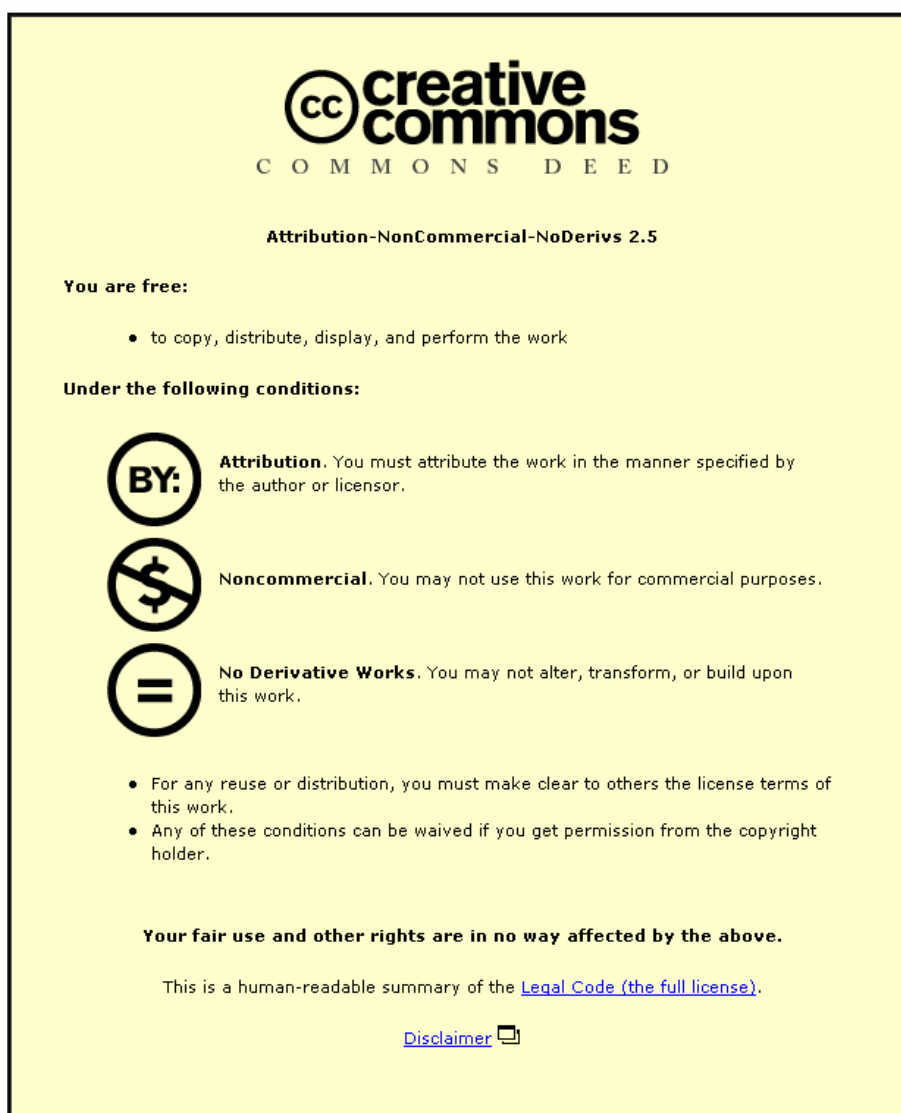 cc creative
commons
COMMONS DEED
Attribution-NonCommercial-NoDerivs 2.5
You are free:
• to copy, distribute, display, and perform the work
Under the following conditions:
BY:
Attribution. You must attribute the work in the manner specified by
the author or licensor.
$
Noncommercial. You may not use this work for commercial purposes.
=
No Derivative Works. You may not alter, transform, or build upon
this work.
• For any reuse or distribution, you must make clear to others the license terms of
this work.
• Any of these conditions can be waived if you get permission from the copyright
holder.
Your fair use and other rights are in no way affected by the above.
This is a human-readable summary of the Legal Code (the full license).
Disclaimer